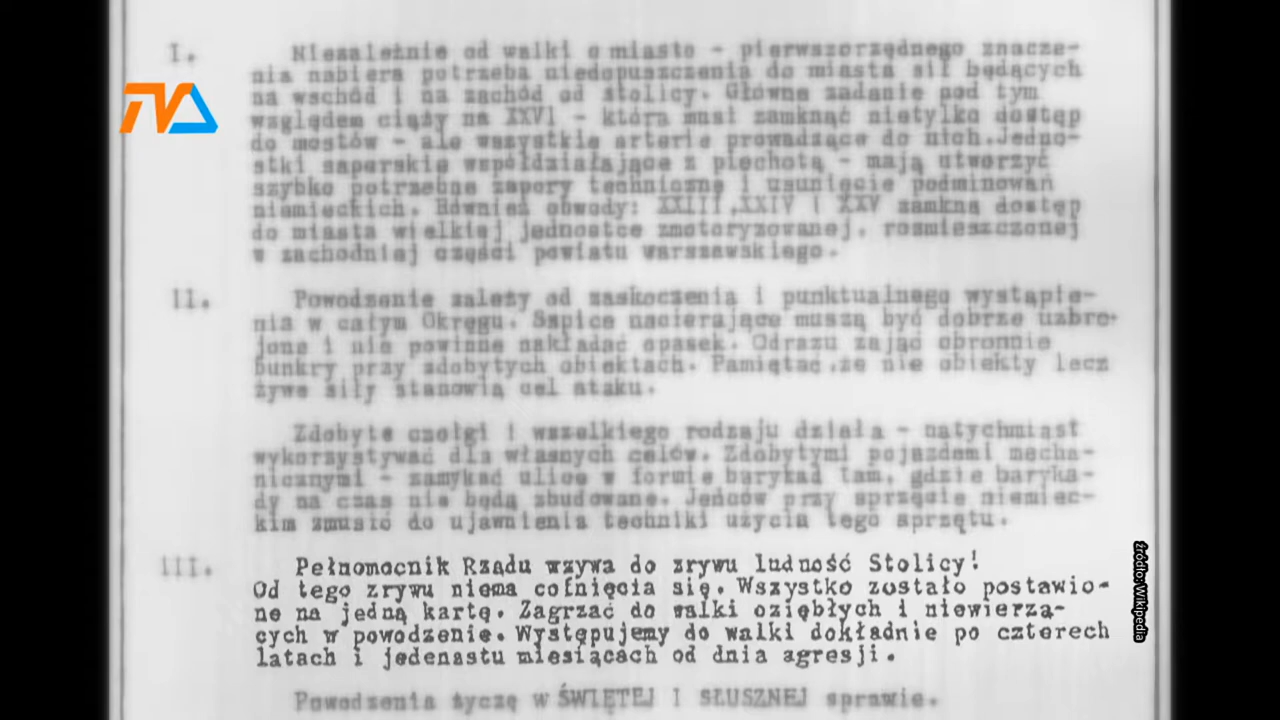 I. Niezależnie od walki o miasto - pierwszorzędnego znacze-
nia nabiera potrzeba niedopuszczenia do miasta sił będących
na wschód i na zachód od stolicy. Główne zadanie pod tym
względem ciąży na XXVI - który musi zamknąć nietylko dostęp
do mostów - ale wszystkie arterie prowadzące do nich.Jedno-
stki saperskie współdziałające z piechotą - mają utworzyć
szybko potrzebne zapory techniczne i usunięcie podminowań
niemieckich. Również obwody: XXIII,XXIV i XXV zamkną dostęp
do miasta wielkiej jednostce zmotoryzowanej, rozmieszczonej
w zachodniej części powiatu warszawskiego.
II. Powodzenie zależy od zaskoczenia i punktualnego wystąpie-
nia w całym Okręgu. Szpice nacierające muszą być dobrze uzbro-
jone i nie powinne nakładać opasek. Odrazu zająć obronnie
bunkry przy zdobytych obiektach. Pamiętać,że nie obiekty lecz
żywe siły stanowią cel ataku.
Zdobyte czołgi i wszelkiego rodzaju działa - natychmiast
wykorzystywać dla własnych celów. Zdobytymi pojazdami mecha-
nicznymi - zamykać ulice w formie barykad tam, gdzie baryka-
dy na czas nie będą zbudowane. Jeńców przy sprzęcie niemiec-
kim zmusić do ujawnienia techniki użycia tego sprzętu.
III. Pełnomocnik Rządu wzywa do zrywu ludność Stolicy!
Od tego zrywu niema cofnięcia się. Wszystko zostało postawio-
ne na jedną kartę. Zagrzać do walki oziębłych i niewierzą-
cych w powodzenie. Występujemy do walki dokładnie po czterech
latach i jedenastu miesiącach od dnia agresji.
Powodzenia życzę w ŚWIĘTEJ I SŁUSZNEJ sprawie.
źródło: Wikipedia